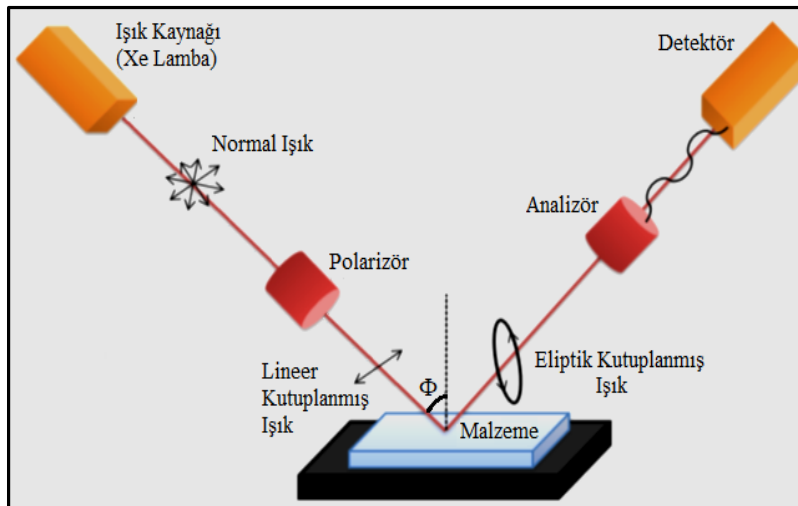 Işık Kaynağı
(Xe Lamba)
Detektör
Normal Işık
Analizör
Polarizör
Lineer
Kutuplanmış
Işık
Φ
Eliptik Kutuplanmış
Işık
Malzeme